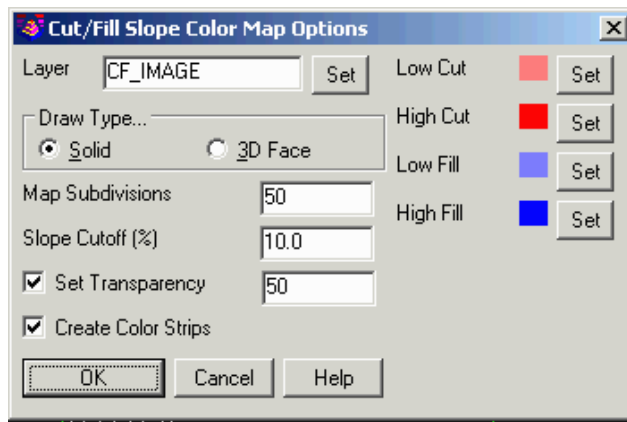 Cut/Fill Slope Color Map Options
Layer CF_IMAGE Set
Draw Type...
Solid 3D Face
Map Subdivisions 50
Slope Cutoff (%) 10.0
Set Transparency 50
Create Color Strips
OK Cancel Help
Low Cut Set
High Cut Set
Low Fill Set
High Fill Set